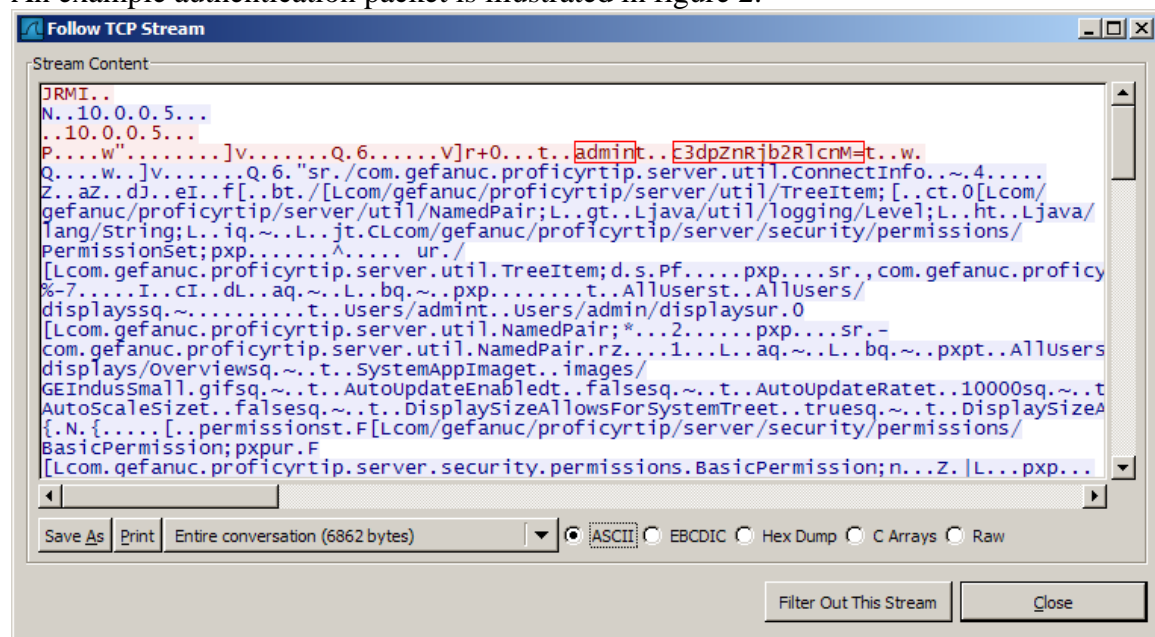 An example authentication packet is illustrated in figure 2.
Follow TCP Stream
Stream Content
JRMI..
N..10.0.0.5...
..10.0.0.5...
P....w"........]v.......Q.6......V]r+0...t..admint..c3dpZnRjb2RlcnM=t..w.
Q....w..]v.......Q.6."sr./com.gefanuc.proficyrtip.server.util.ConnectInfo..~.4.....
Z..aZ..dJ..eI..f[..bt./[Lcom/gefanuc/proficyrtip/server/util/TreeItem;[..ct.0[Lcom/
gefanuc/proficyrtip/server/util/NamedPair;L..gt..Ljava/util/logging/Level;L..ht..Ljava/
lang/String;L..iq.~..L..jt.CLcom/gefanuc/proficyrtip/server/security/permissions/
PermissionSet;pxp.......^..... ur./
[Lcom.gefanuc.proficyrtip.server.util.TreeItem;d.s.Pf.....pxp....sr.,com.gefanuc.proficy
%-7.....I..cI..dL..aq.~..L..bq.~..pxp........t..AllUserst..AllUsers/
displayssq.~..........t..Users/admint..Users/admin/displaysur.0
[Lcom.gefanuc.proficyrtip.server.util.NamedPair;*...2......pxp....sr.-
com.gefanuc.proficyrtip.server.util.NamedPair.rz....1...L..aq.~..L..bq.~..pxpt..AllUsers
displays/Overviewsq.~..t..SystemAppImaget..images/
GEIndusSmall.gifsq.~..t..AutoUpdateEnabledt..falsesq.~..t..AutoUpdateRatet..10000sq.~..t
AutoScaleSizet..falsesq.~..t..DisplaySizeAllowsForSystemTreet..truesq.~..t..DisplaySizeA
{.N.{.....[..permissionst.F[Lcom/gefanuc/proficyrtip/server/security/permissions/
BasicPermission;pxpur.F
[Lcom.gefanuc.proficyrtip.server.security.permissions.BasicPermission;n...Z.|L...pxp...
Save As Print Entire conversation (6862 bytes) ASCII EBCDIC Hex Dump C Arrays Raw
Filter Out This Stream Close